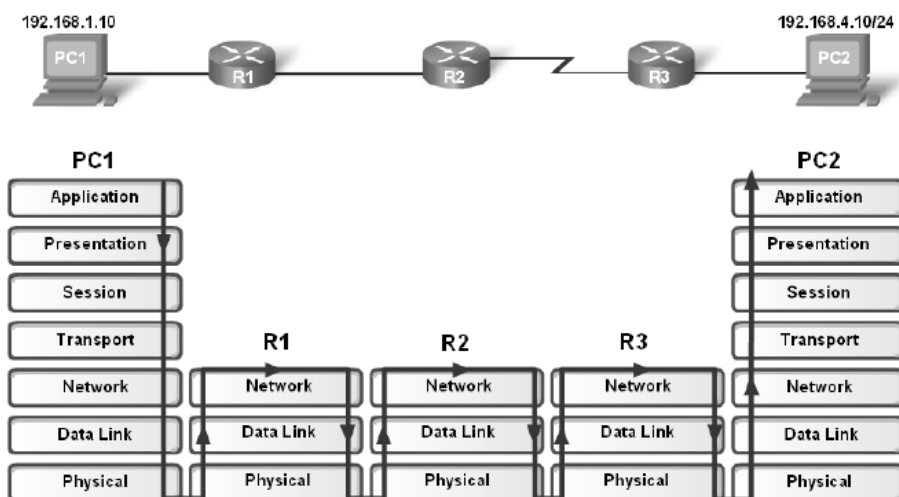 192.168.1.10
192.168.4.10/24
PC1
R1
R2
R3
PC2
PC1
PC2
Application
Application
Presentation
Presentation
Session
Session
Transport
R1
R2
R3
Transport
Network
Network
Network
Network
Network
Data Link
Data Link
Data Link
Data Link
Data Link
Physical
Physical
Physical
Physical
Physical